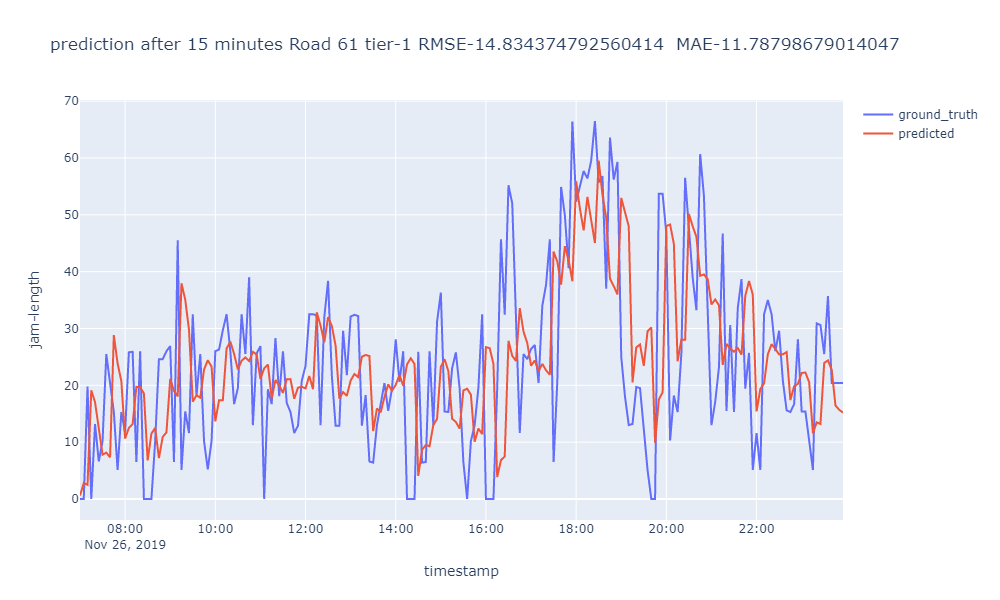 prediction after 15 minutes Road 61 tier-1 RMSE-14.834374792560414 MAE-11.78798679014047
ground_truth
predicted
jajam-length
70
60
50
40
30
20
10
0
08:00 10:00 12:00 14:00 16:00 18:00 20:00 22:00
Nov 26, 2019
timestamp